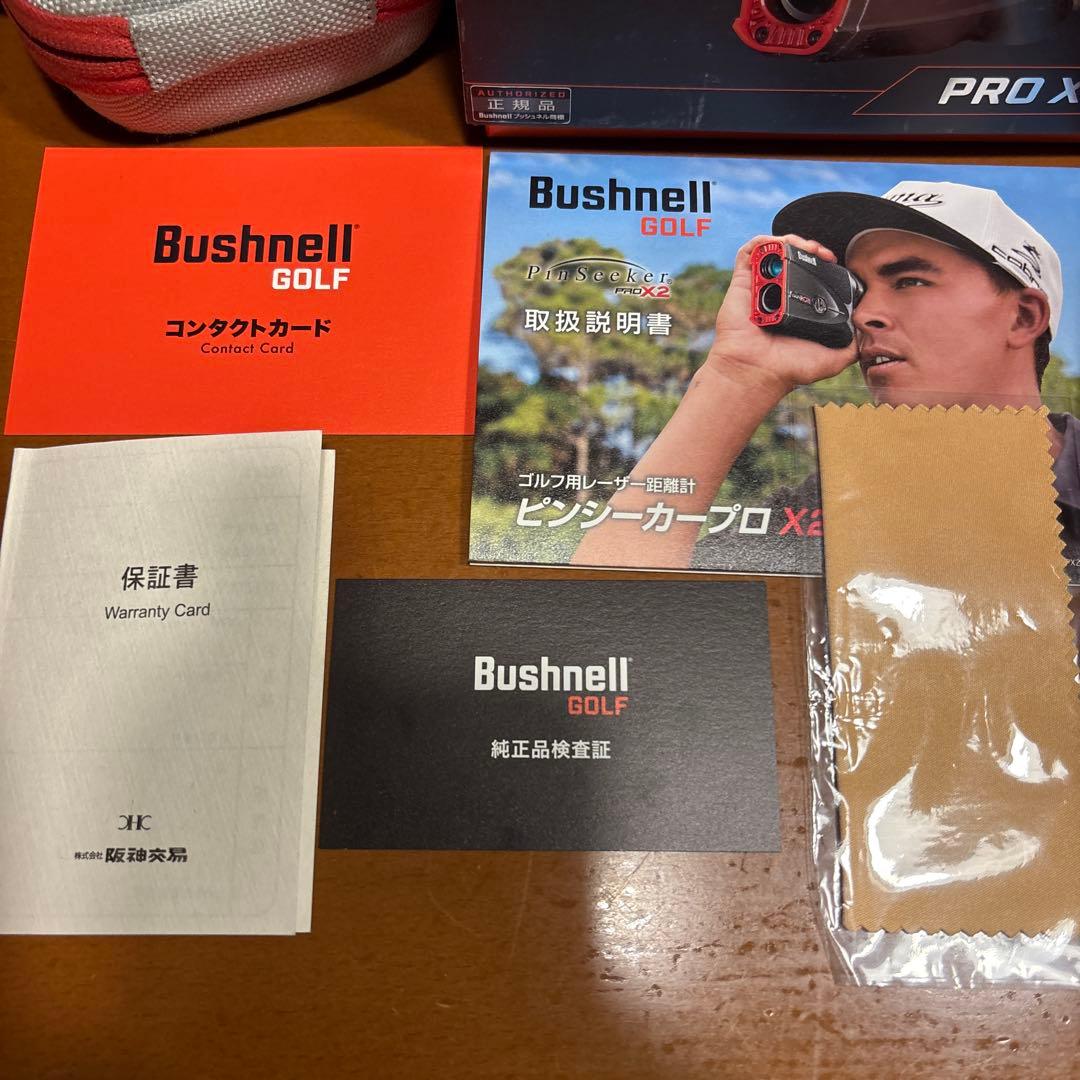 AUTHORIZED
正規品
Bushnell ブッシュネル商標
PRO X
Bushnell
GOLF
コンタクトカード
Contact Card
Bushnell®
GOLF
PinSeeker®
PROX2
取扱説明書
Bushnell
ゴルフ用レーザー距離計
ピンシーカープロ X2
保証書
Warranty Card
株式会社 阪神交易
Bushnell®
GOLF
純正品検査証